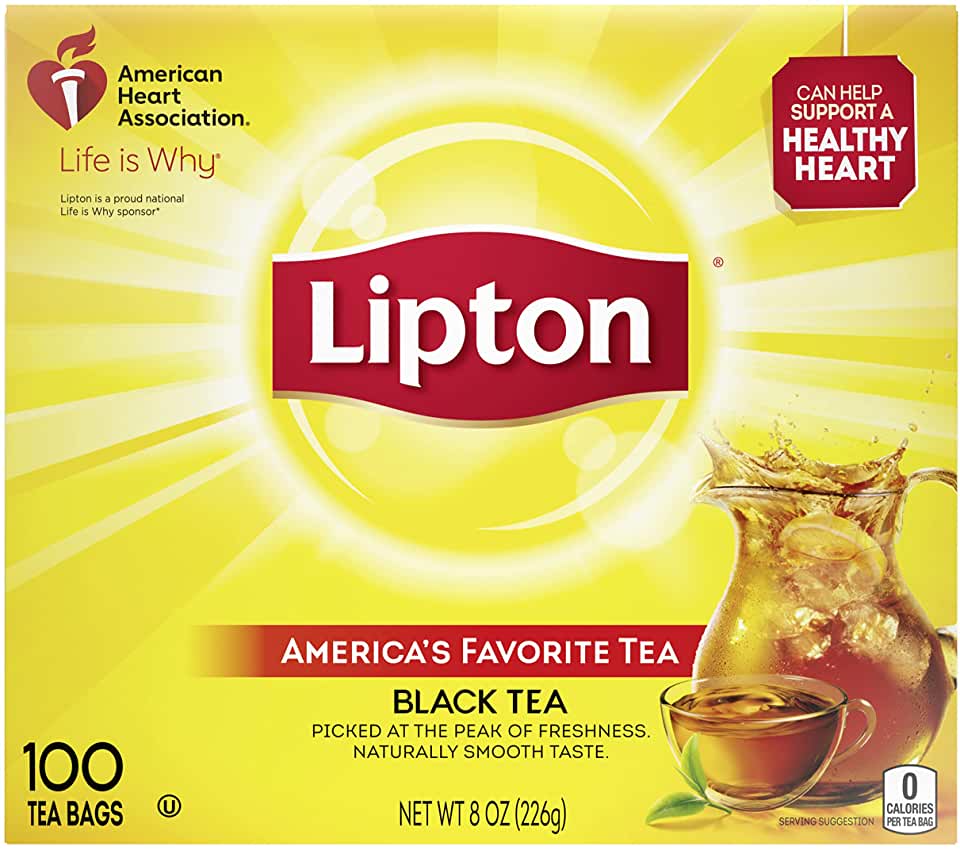 American
Heart
Association®
Life is Why®
Lipton is a proud national
Life is Why sponsor*
CAN HELP
SUPPORT A
HEALTHY
HEART
Lipton®
AMERICA'S FAVORITE TEA
BLACK TEA
PICKED AT THE PEAK OF FRESHNESS.
NATURALLY SMOOTH TASTE.
100
TEA BAGS
U
NET WT 8 OZ (226g)
SERVING SUGGESTION
0
CALORIES
PER TEA BAG